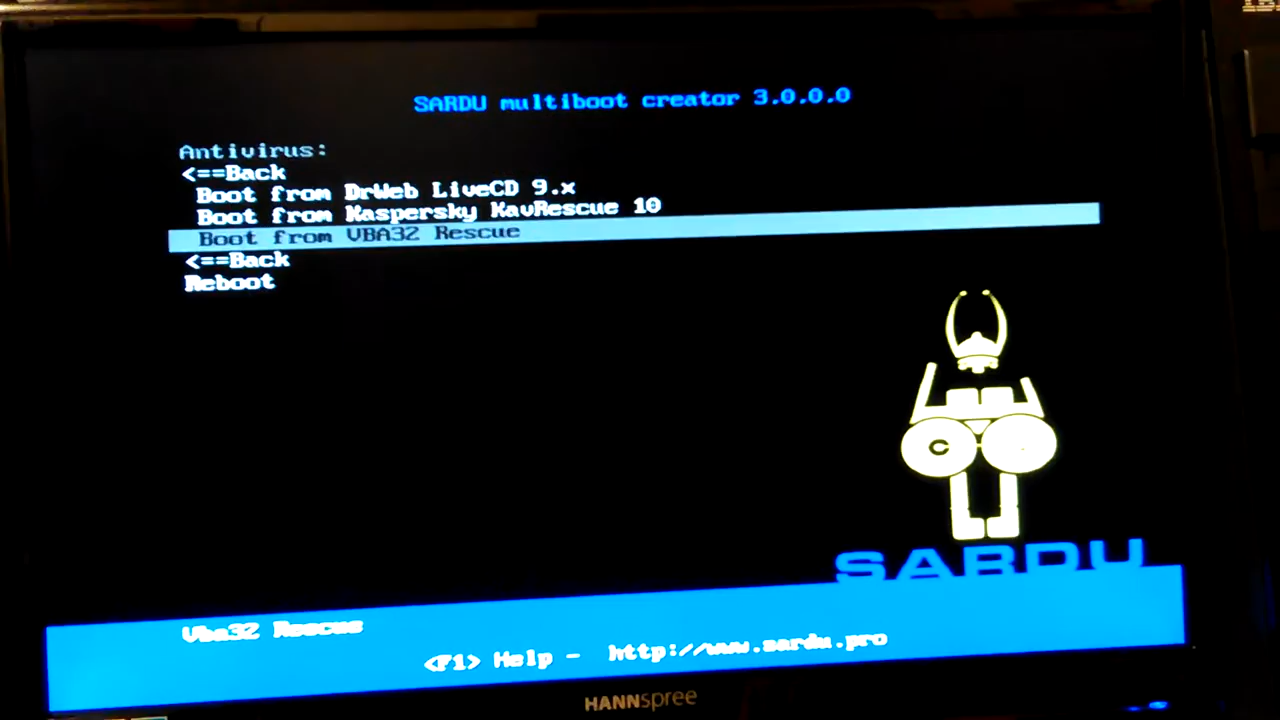 SARDU multiboot creator 3.0.0.0
Antivirus:
<==Back
Boot from DrWeb LiveCD 9.x
Boot from Kaspersky KavRescue 10
Boot from VBA32 Rescue
<==Back
Reboot
SARDU
Vba32 Rescue
<F1> Help - http://www.sardu.pro
HANNspree